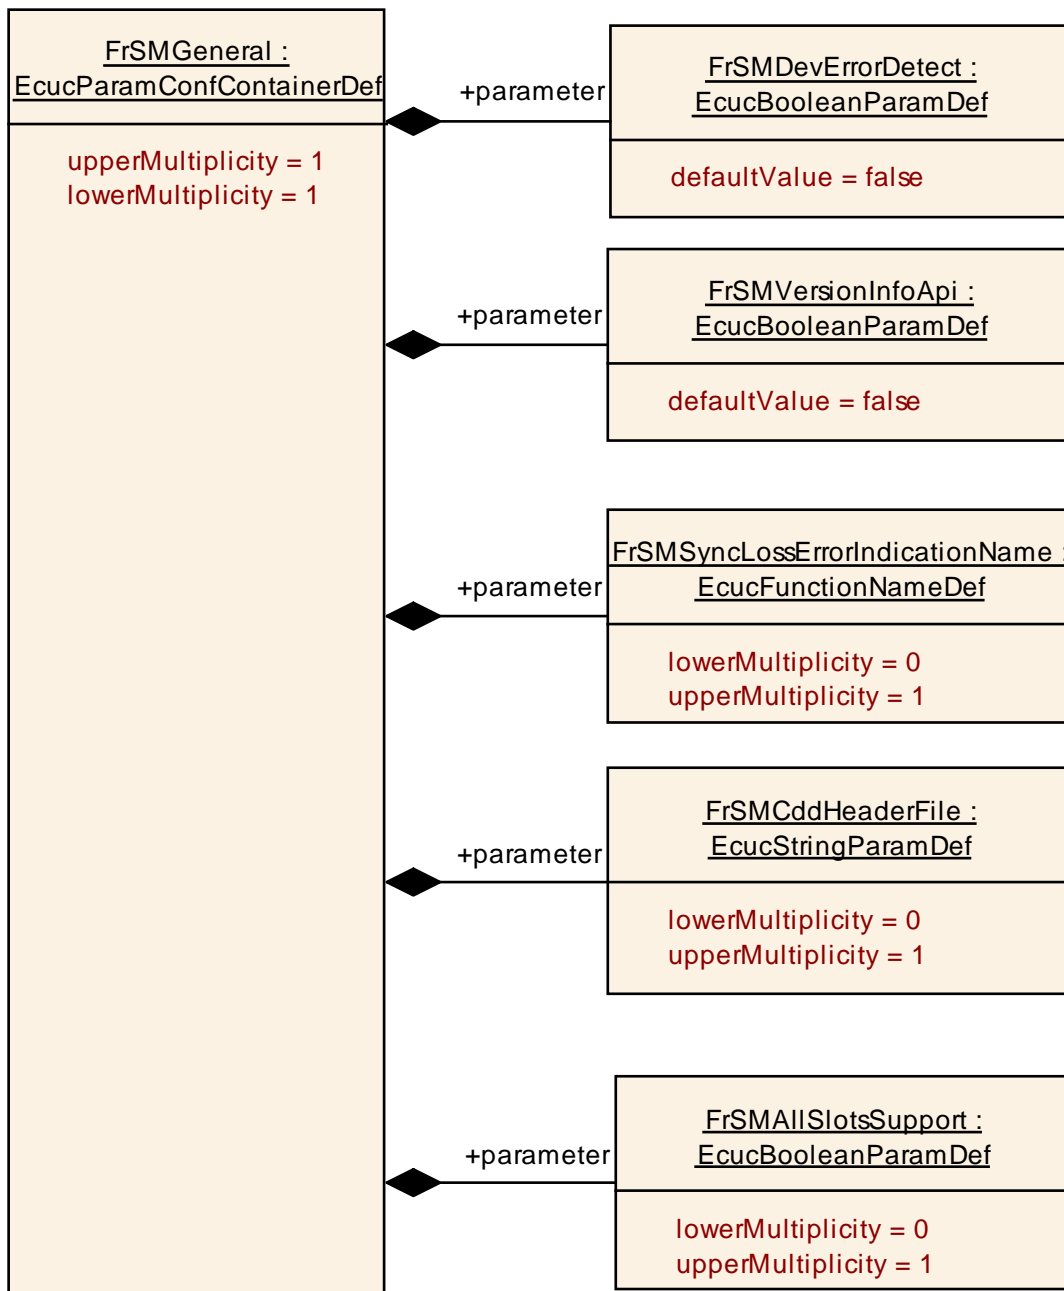 FrSMGeneral :
EcucParamConfContainerDef
upperMultiplicity = 1
lowerMultiplicity = 1
+parameter
FrSMDevErrorDetect :
EcucBooleanParamDef
defaultValue = false
+parameter
FrSMVersionInfoApi :
EcucBooleanParamDef
defaultValue = false
+parameter
FrSMSyncLossErrorIndicationName :
EcucFunctionNameDef
lowerMultiplicity = 0
upperMultiplicity = 1
+parameter
FrSMCddHeaderFile :
EcucStringParamDef
lowerMultiplicity = 0
upperMultiplicity = 1
+parameter
FrSMAllSlotsSupport :
EcucBooleanParamDef
lowerMultiplicity = 0
upperMultiplicity = 1